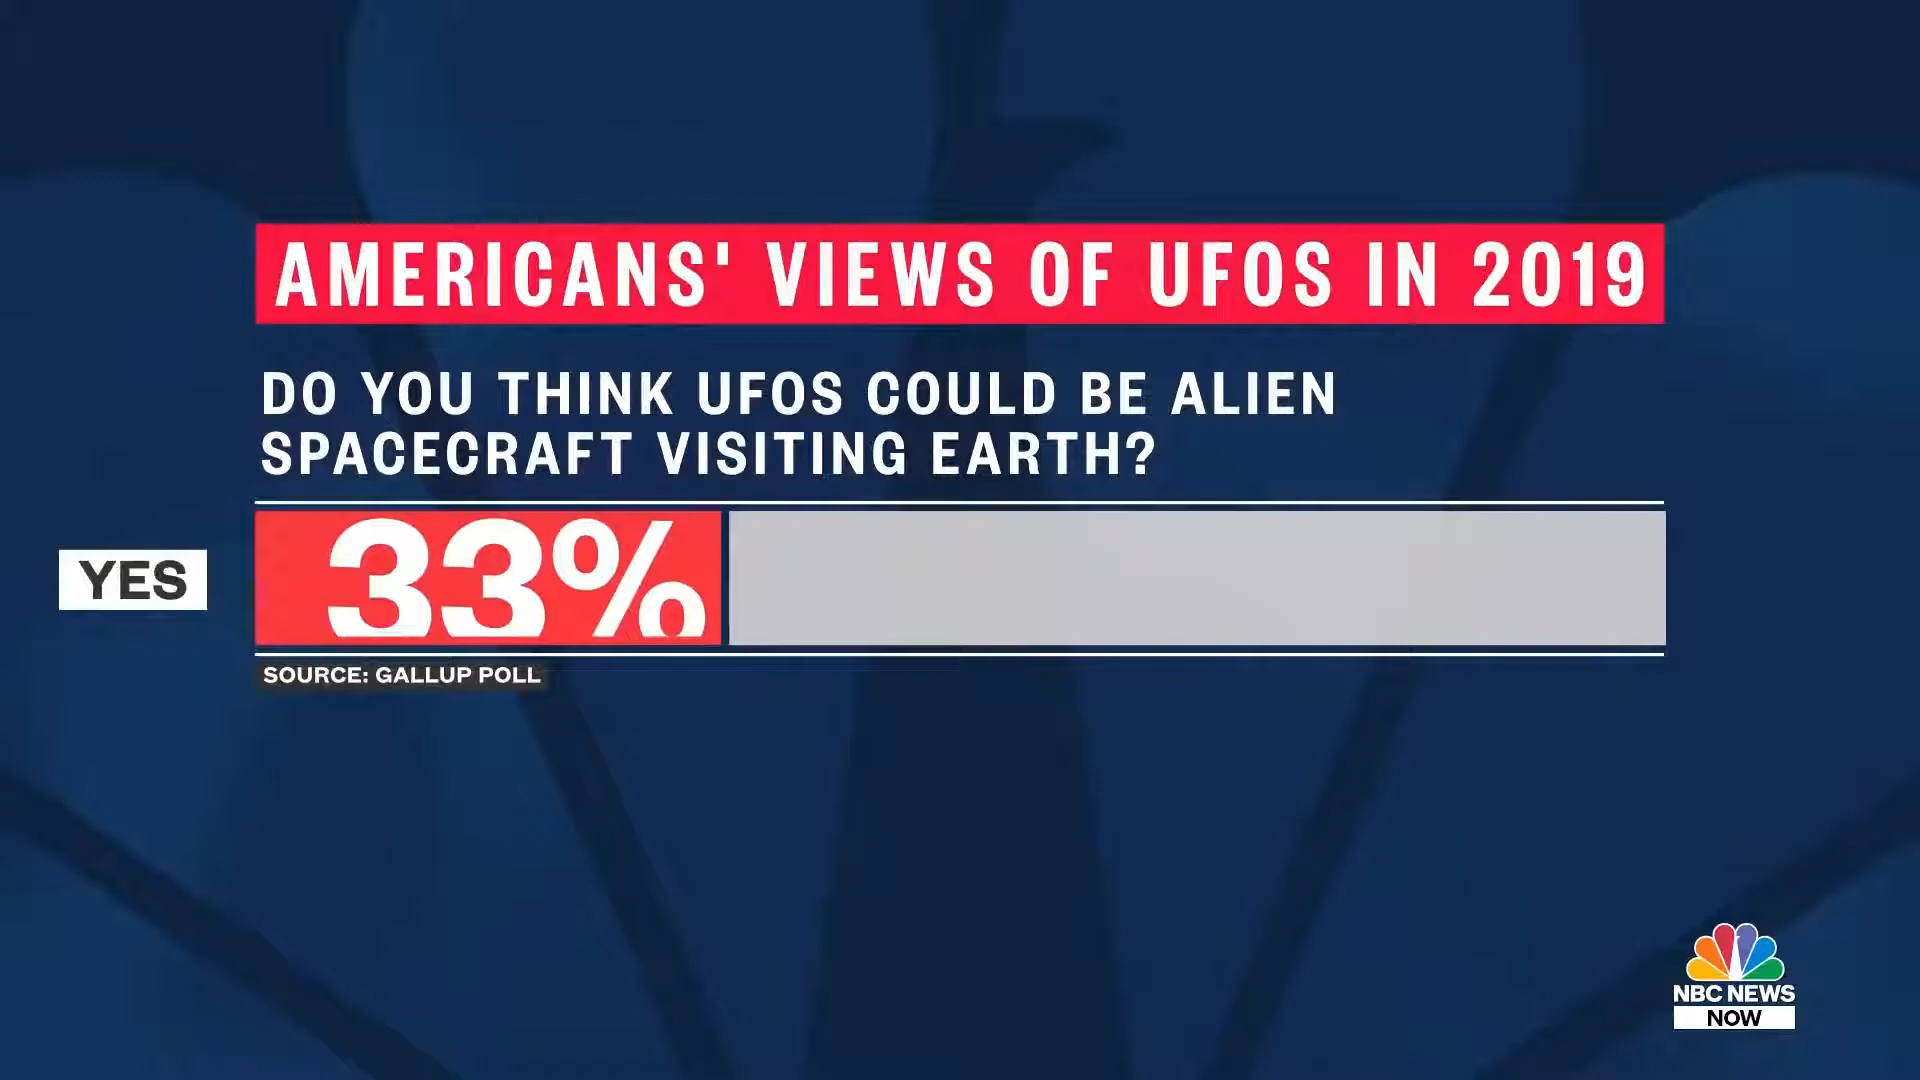 AMERICANS' VIEWS OF UFOS IN 2019
DO YOU THINK UFOS COULD BE ALIEN
SPACECRAFT VISITING EARTH?
YES
33%
SOURCE: GALLUP POLL
NBC NEWS
NOW